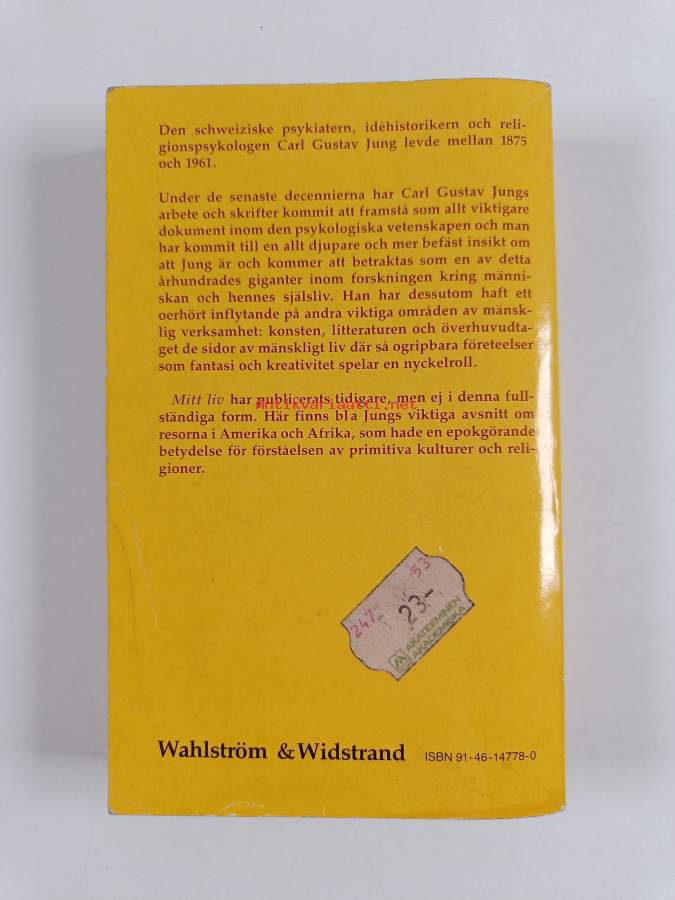 Den schweiziske psykiatern, idéhistorikern och reli-
gionspsykologen Carl Gustav Jung levde mellan 1875
och 1961.
Under de senaste decennierna har Carl Gustav Jungs
arbete och skrifter kommit att framstå som allt viktigare
dokument inom den psykologiska vetenskapen och man
har kommit till en allt djupare och mer befäst insikt om
att Jung är och kommer att betraktas som en av detta
århundrades giganter inom forskningen kring männi-
skan och hennes själsliv. Han har dessutom haft ett
oerhört inflytande på andra viktiga områden av mänsk-
lig verksamhet: konsten, litteraturen och överhuvudta-
get de sidor av mänskligt liv där så ogripbara företeelser
som fantasi och kreativitet spelar en nyckelroll.
Mitt liv har publicerats tidigare, men ej i denna full-
antikvariaatti.net
ständiga form. Här finns bl a Jungs viktiga avsnitt om
resorna i Amerika och Afrika, som hade en epokgörande
betydelse för förståelsen av primitiva kulturer och reli-
gioner.
53
247
23.-
AKATEEMINEN
AKADEMISKA
Wahlström & Widstrand ISBN 91-46-14778-0